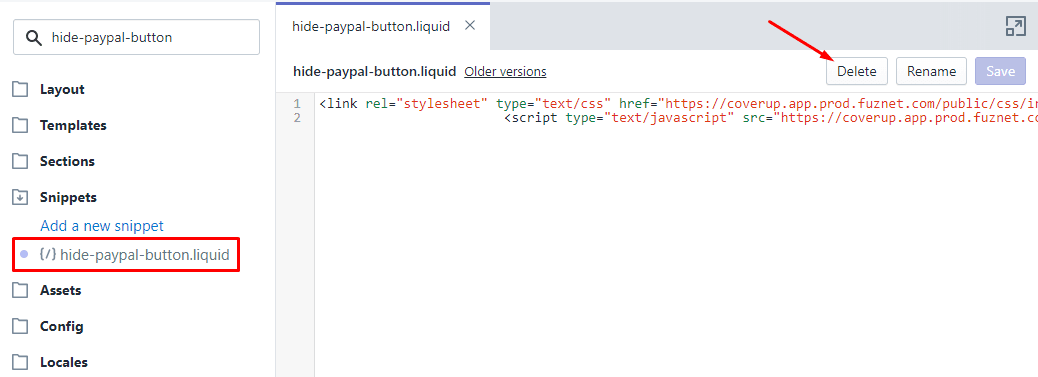 hide-paypal-button
Layout
Templates
Sections
Snippets
Add a new snippet
{/} hide-paypal-button.liquid
Assets
Config
Locales
hide-paypal-button.liquid ×
hide-paypal-button.liquid Older versions
Delete Rename Save
1 <link rel="stylesheet" type="text/css" href="https://coverup.app.prod.fuznet.com/public/css/in
2 <script type="text/javascript" src="https://coverup.app.prod.fuznet.co